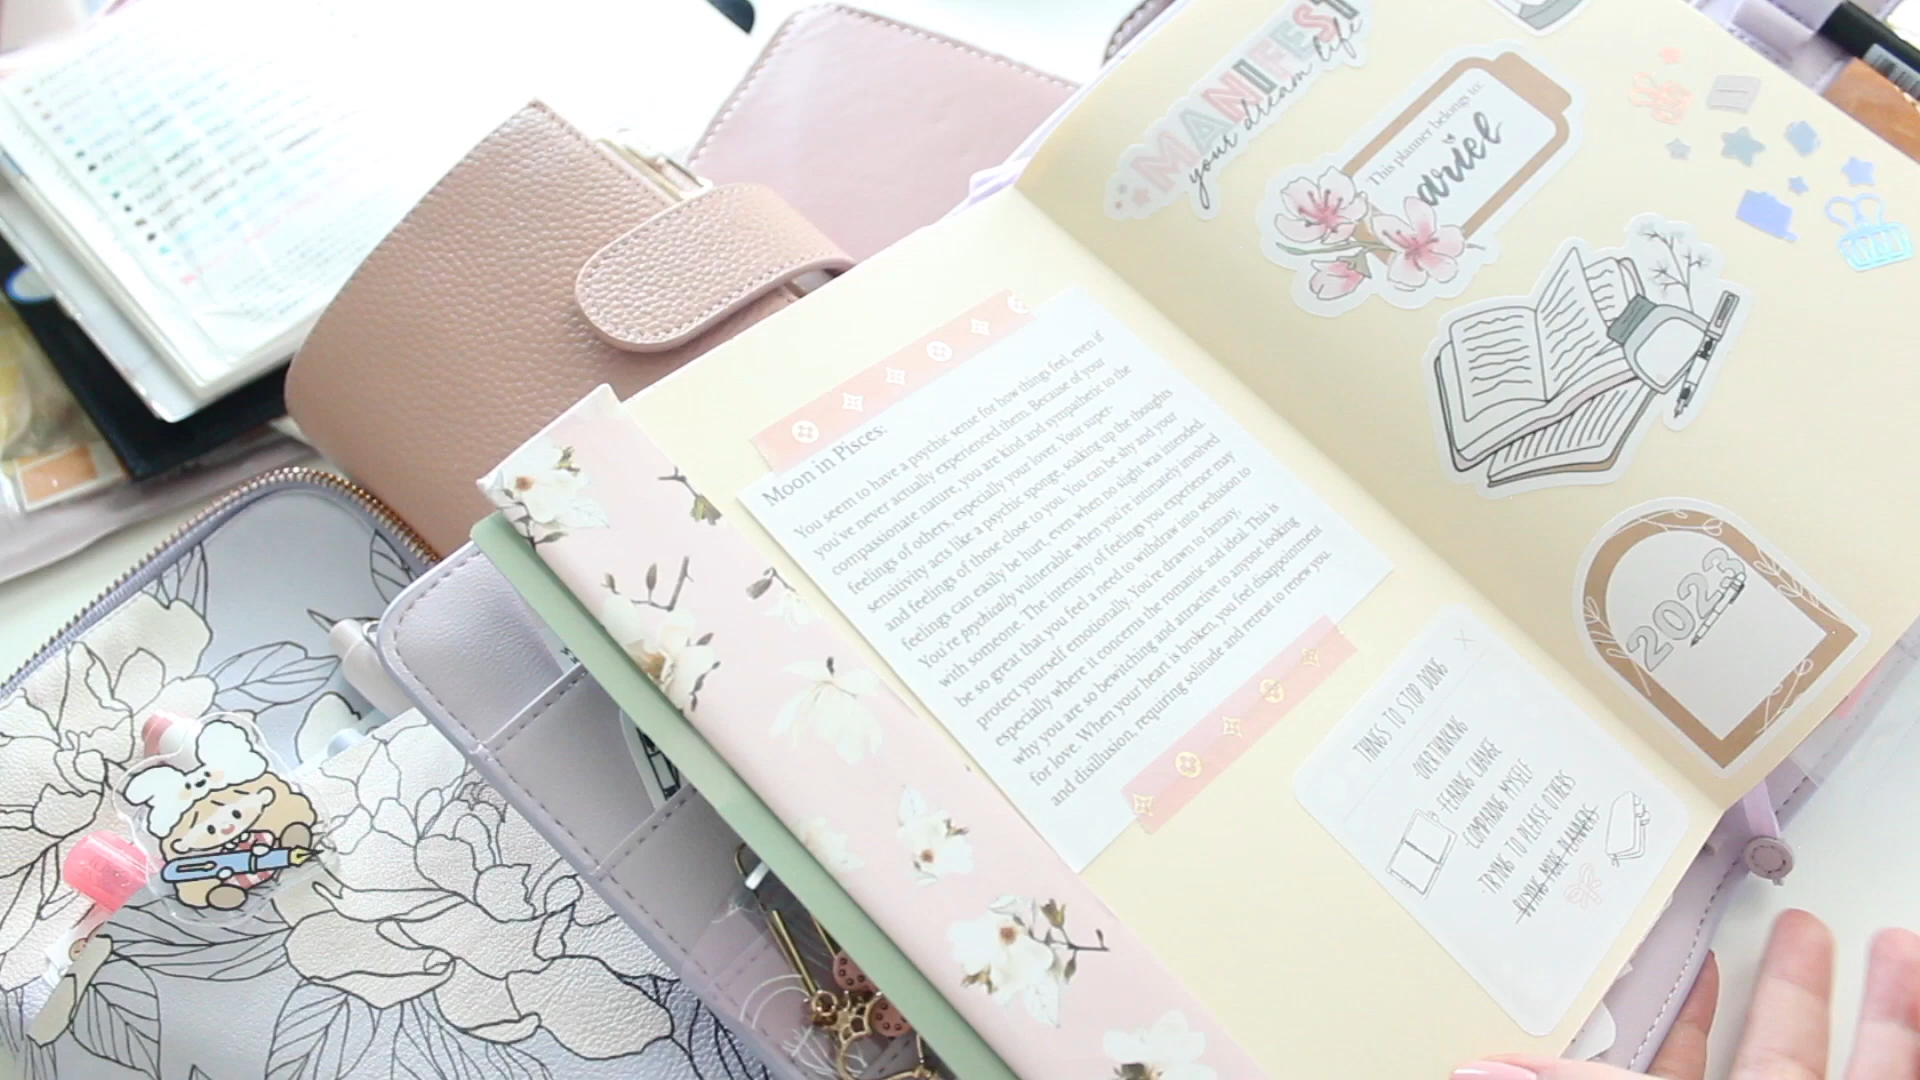 MANIFEST
your dream life
This planner belongs to:
ariel
Moon in Pisces:
You seem to have a psychic sense for how things feel, even if
you've never actually experienced them. Because of your
compassionate nature, you are kind and sympathetic to the
feelings of others, especially your lover. Your super-
sensitivity acts like a psychic sponge, soaking up the thoughts
and feelings of those close to you. You can be shy and your
feelings can easily be hurt, even when no slight was intended.
You're psychically vulnerable when you're intimately involved
with someone. The intensity of feelings you experience may
be so great that you feel a need to withdraw into seclusion to
protect yourself emotionally. You're drawn to fantasy,
especially where it concerns the romantic and ideal. This is
why you are so bewitching and attractive to anyone looking
for love. When your heart is broken, you feel disappointment
and disillusion, requiring solitude and retreat to renew you.
2023
THINGS TO STOP DOING
-OVERTHINKING
-FEARING CHANGE
-COMPARING MYSELF
-TRYING TO PLEASE OTHERS
-BUYING MORE PLANNERS